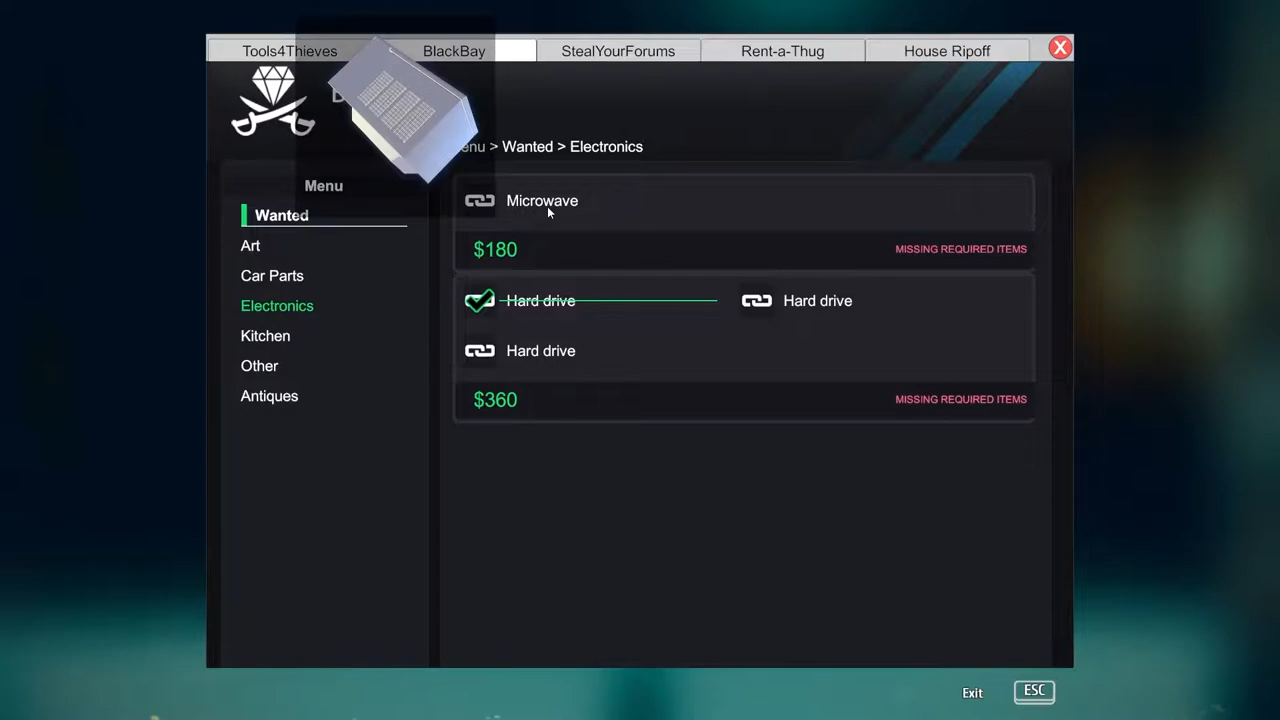 Tools4Thieves BlackBay StealYourForums Rent-a-Thug House Ripoff X
D
enu > Wanted > Electronics
Menu
Wanted
Art
Car Parts
Electronics
Kitchen
Other
Antiques
Microwave
$180 MISSING REQUIRED ITEMS
Hard drive Hard drive
Hard drive
$360 MISSING REQUIRED ITEMS
Exit ESC